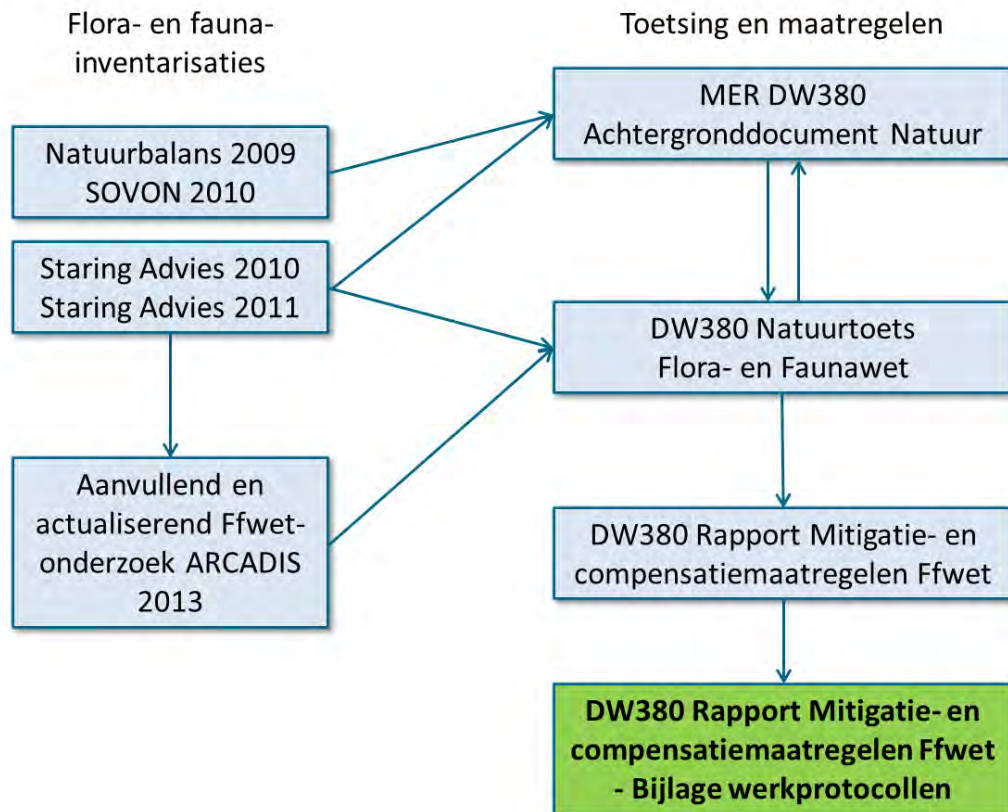 Flora- en fauna-
inventarisaties
Natuurbalans 2009
SOVON 2010
Staring Advies 2010
Staring Advies 2011
Aanvullend en
actualiserend Ffwet-
onderzoek ARCADIS
2013
Toetsing en maatregelen
MER DW380
Achtergronddocument Natuur
DW380 Natuurtoets
Flora- en Faunawet
DW380 Rapport Mitigatie- en
compensatiemaatregelen Ffwet
DW380 Rapport Mitigatie- en
compensatiemaatregelen Ffwet
- Bijlage werkprotocollen